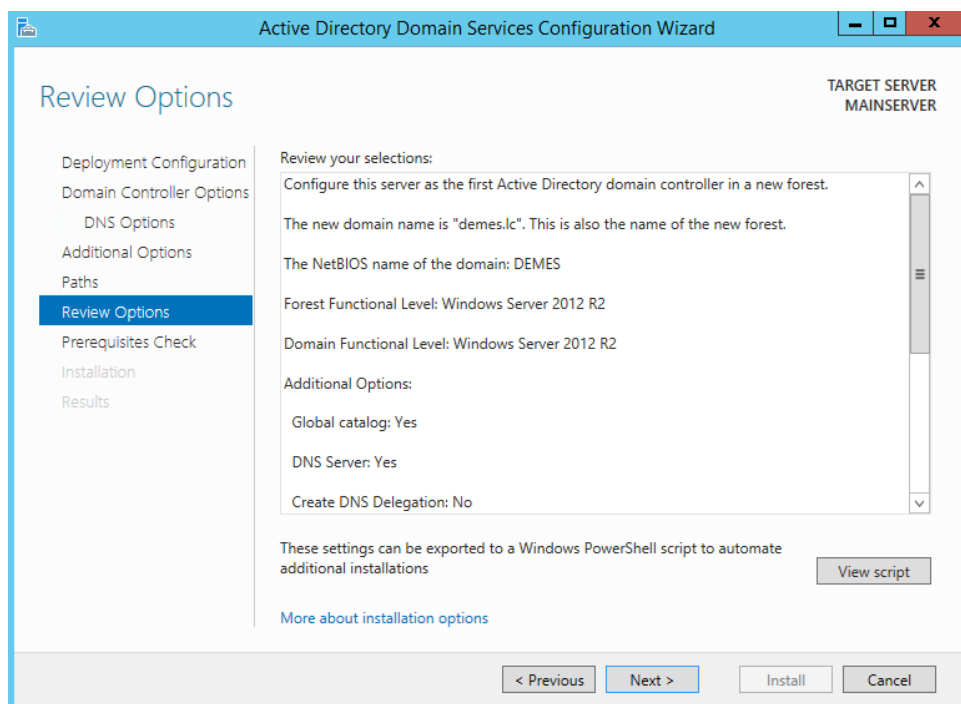 Active Directory Domain Services Configuration Wizard
Review Options
TARGET SERVER
MAINSERVER
Deployment Configuration
Domain Controller Options
DNS Options
Additional Options
Paths
Review Options
Prerequisites Check
Installation
Results
Review your selections:
Configure this server as the first Active Directory domain controller in a new forest.
The new domain name is "demes.lc". This is also the name of the new forest.
The NetBIOS name of the domain: DEMES
Forest Functional Level: Windows Server 2012 R2
Domain Functional Level: Windows Server 2012 R2
Additional Options:
Global catalog: Yes
DNS Server: Yes
Create DNS Delegation: No
These settings can be exported to a Windows PowerShell script to automate
additional installations
View script
More about installation options
< Previous
Next >
Install
Cancel